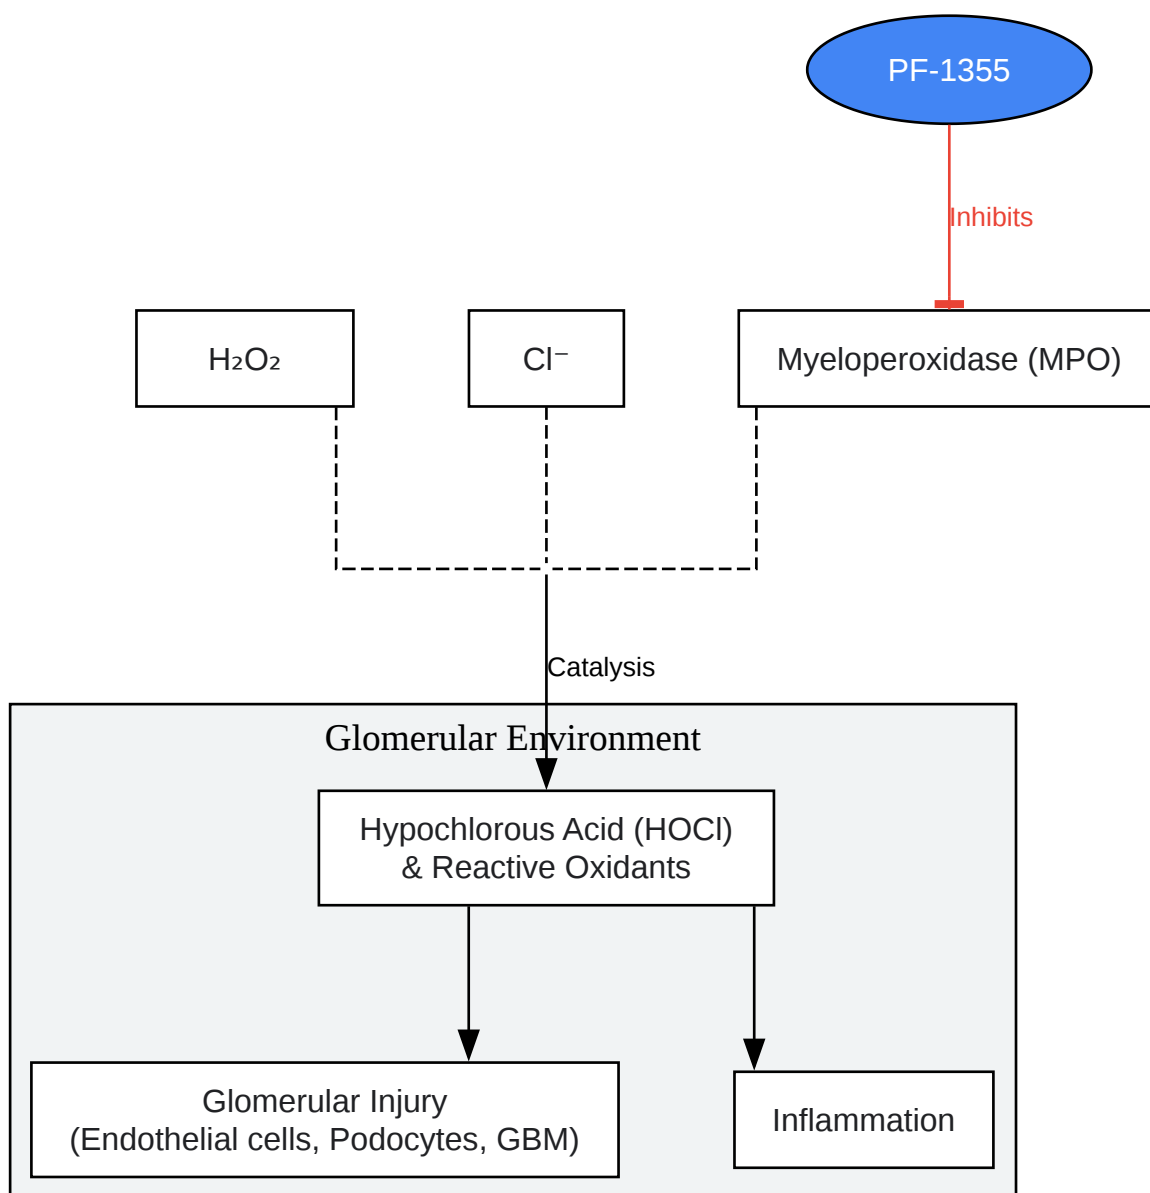 PF-1355
Inhibits
H₂O₂
Cl⁻
Myeloperoxidase (MPO)
Catalysis
Glomerular Environment
Hypochlorous Acid (HOCl)
& Reactive Oxidants
Glomerular Injury
(Endothelial cells, Podocytes, GBM)
Inflammation